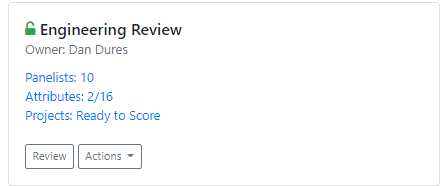 Engineering Review
Owner: Dan Dures
Panelists: 10
Attributes: 2/16
Projects: Ready to Score
Review
Actions